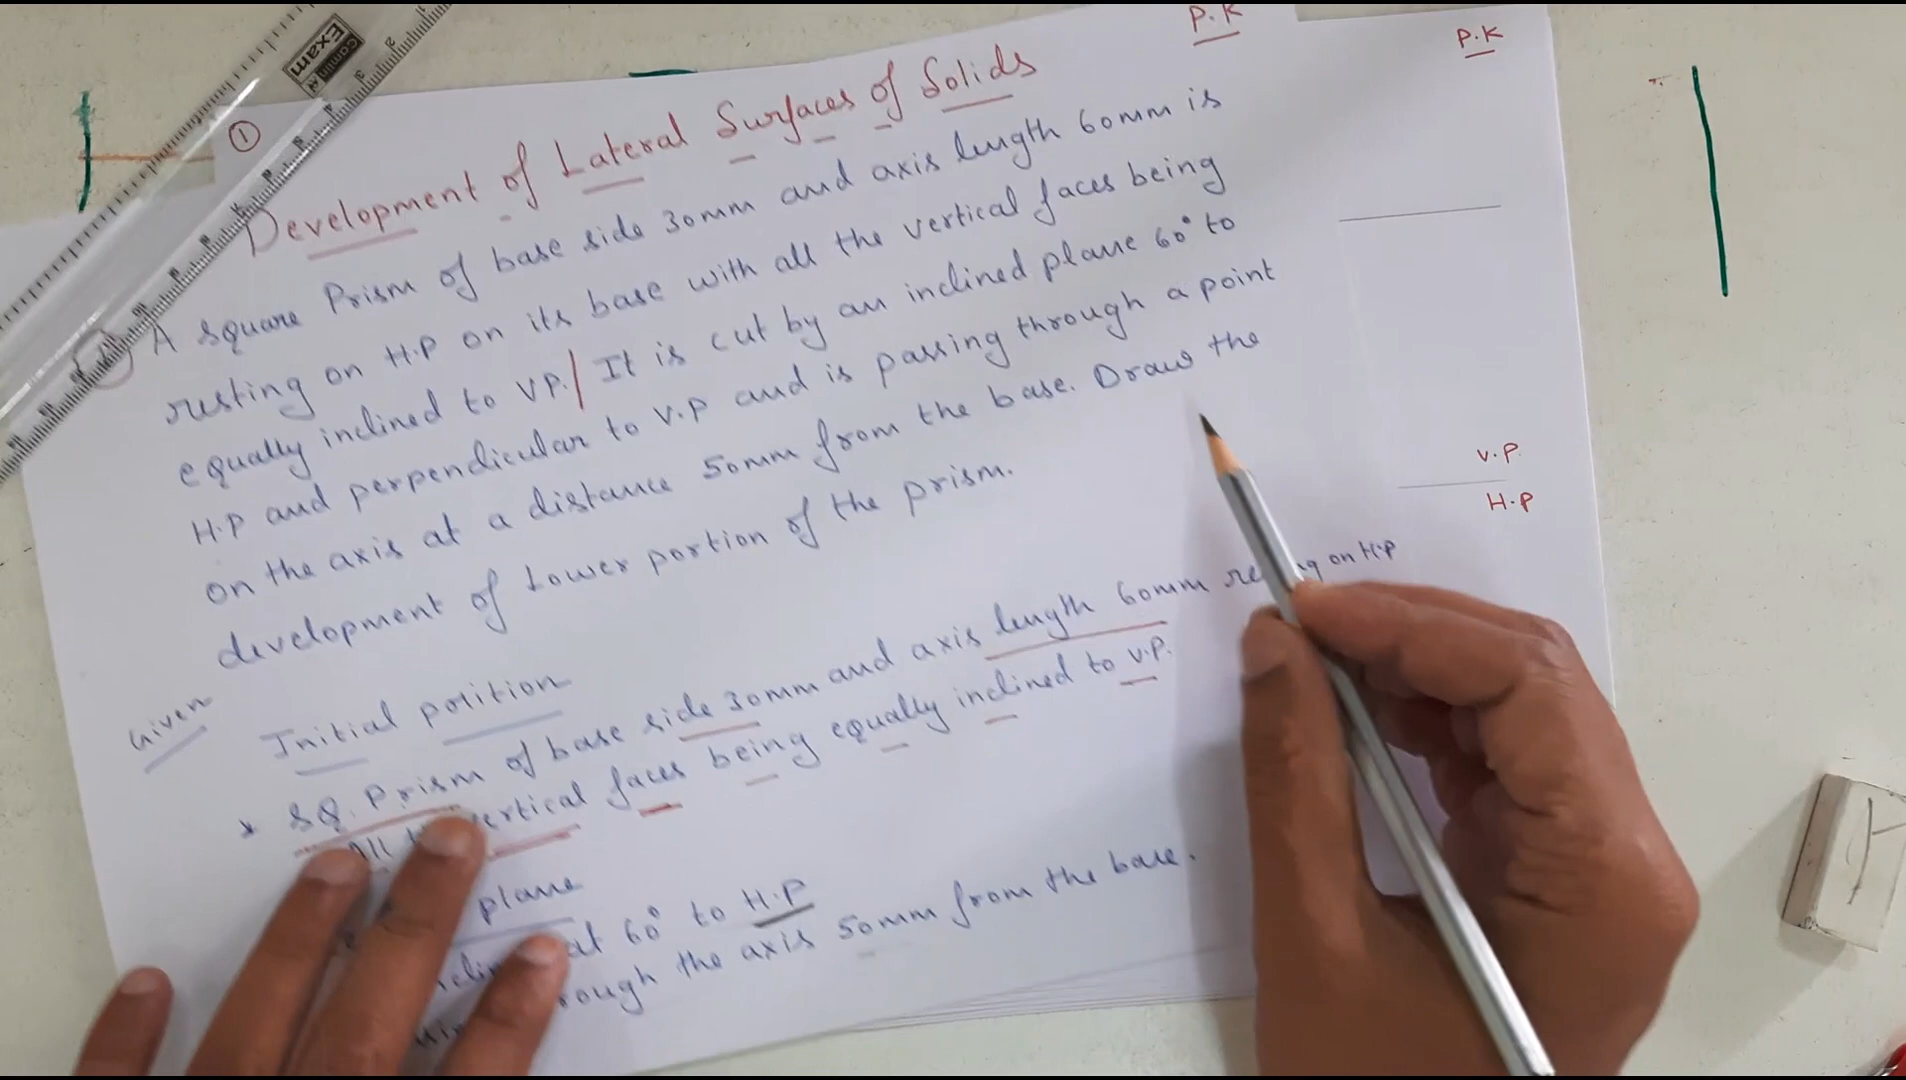 P.K
P.K
Camlin
Exam
①
Development of Lateral Surfaces of Solids
A square Prism of base side 30mm and axis length 60mm is
resting on H.P on its base with all the vertical faces being
equally inclined to VP./ It is cut by an inclined plane 60° to
H.P and perpendicular to V.P and is passing through a point
on the axis at a distance 50mm from the base. Draw the
development of Lower portion of the prism.
V.P.
H.P
Given
Initial position
* SQ. Prism of base side 30mm and axis length 60mm on H.P
All vertical faces being equally inclined to V.P.
plane
at 60° to H.P
the axis 50mm from the base.